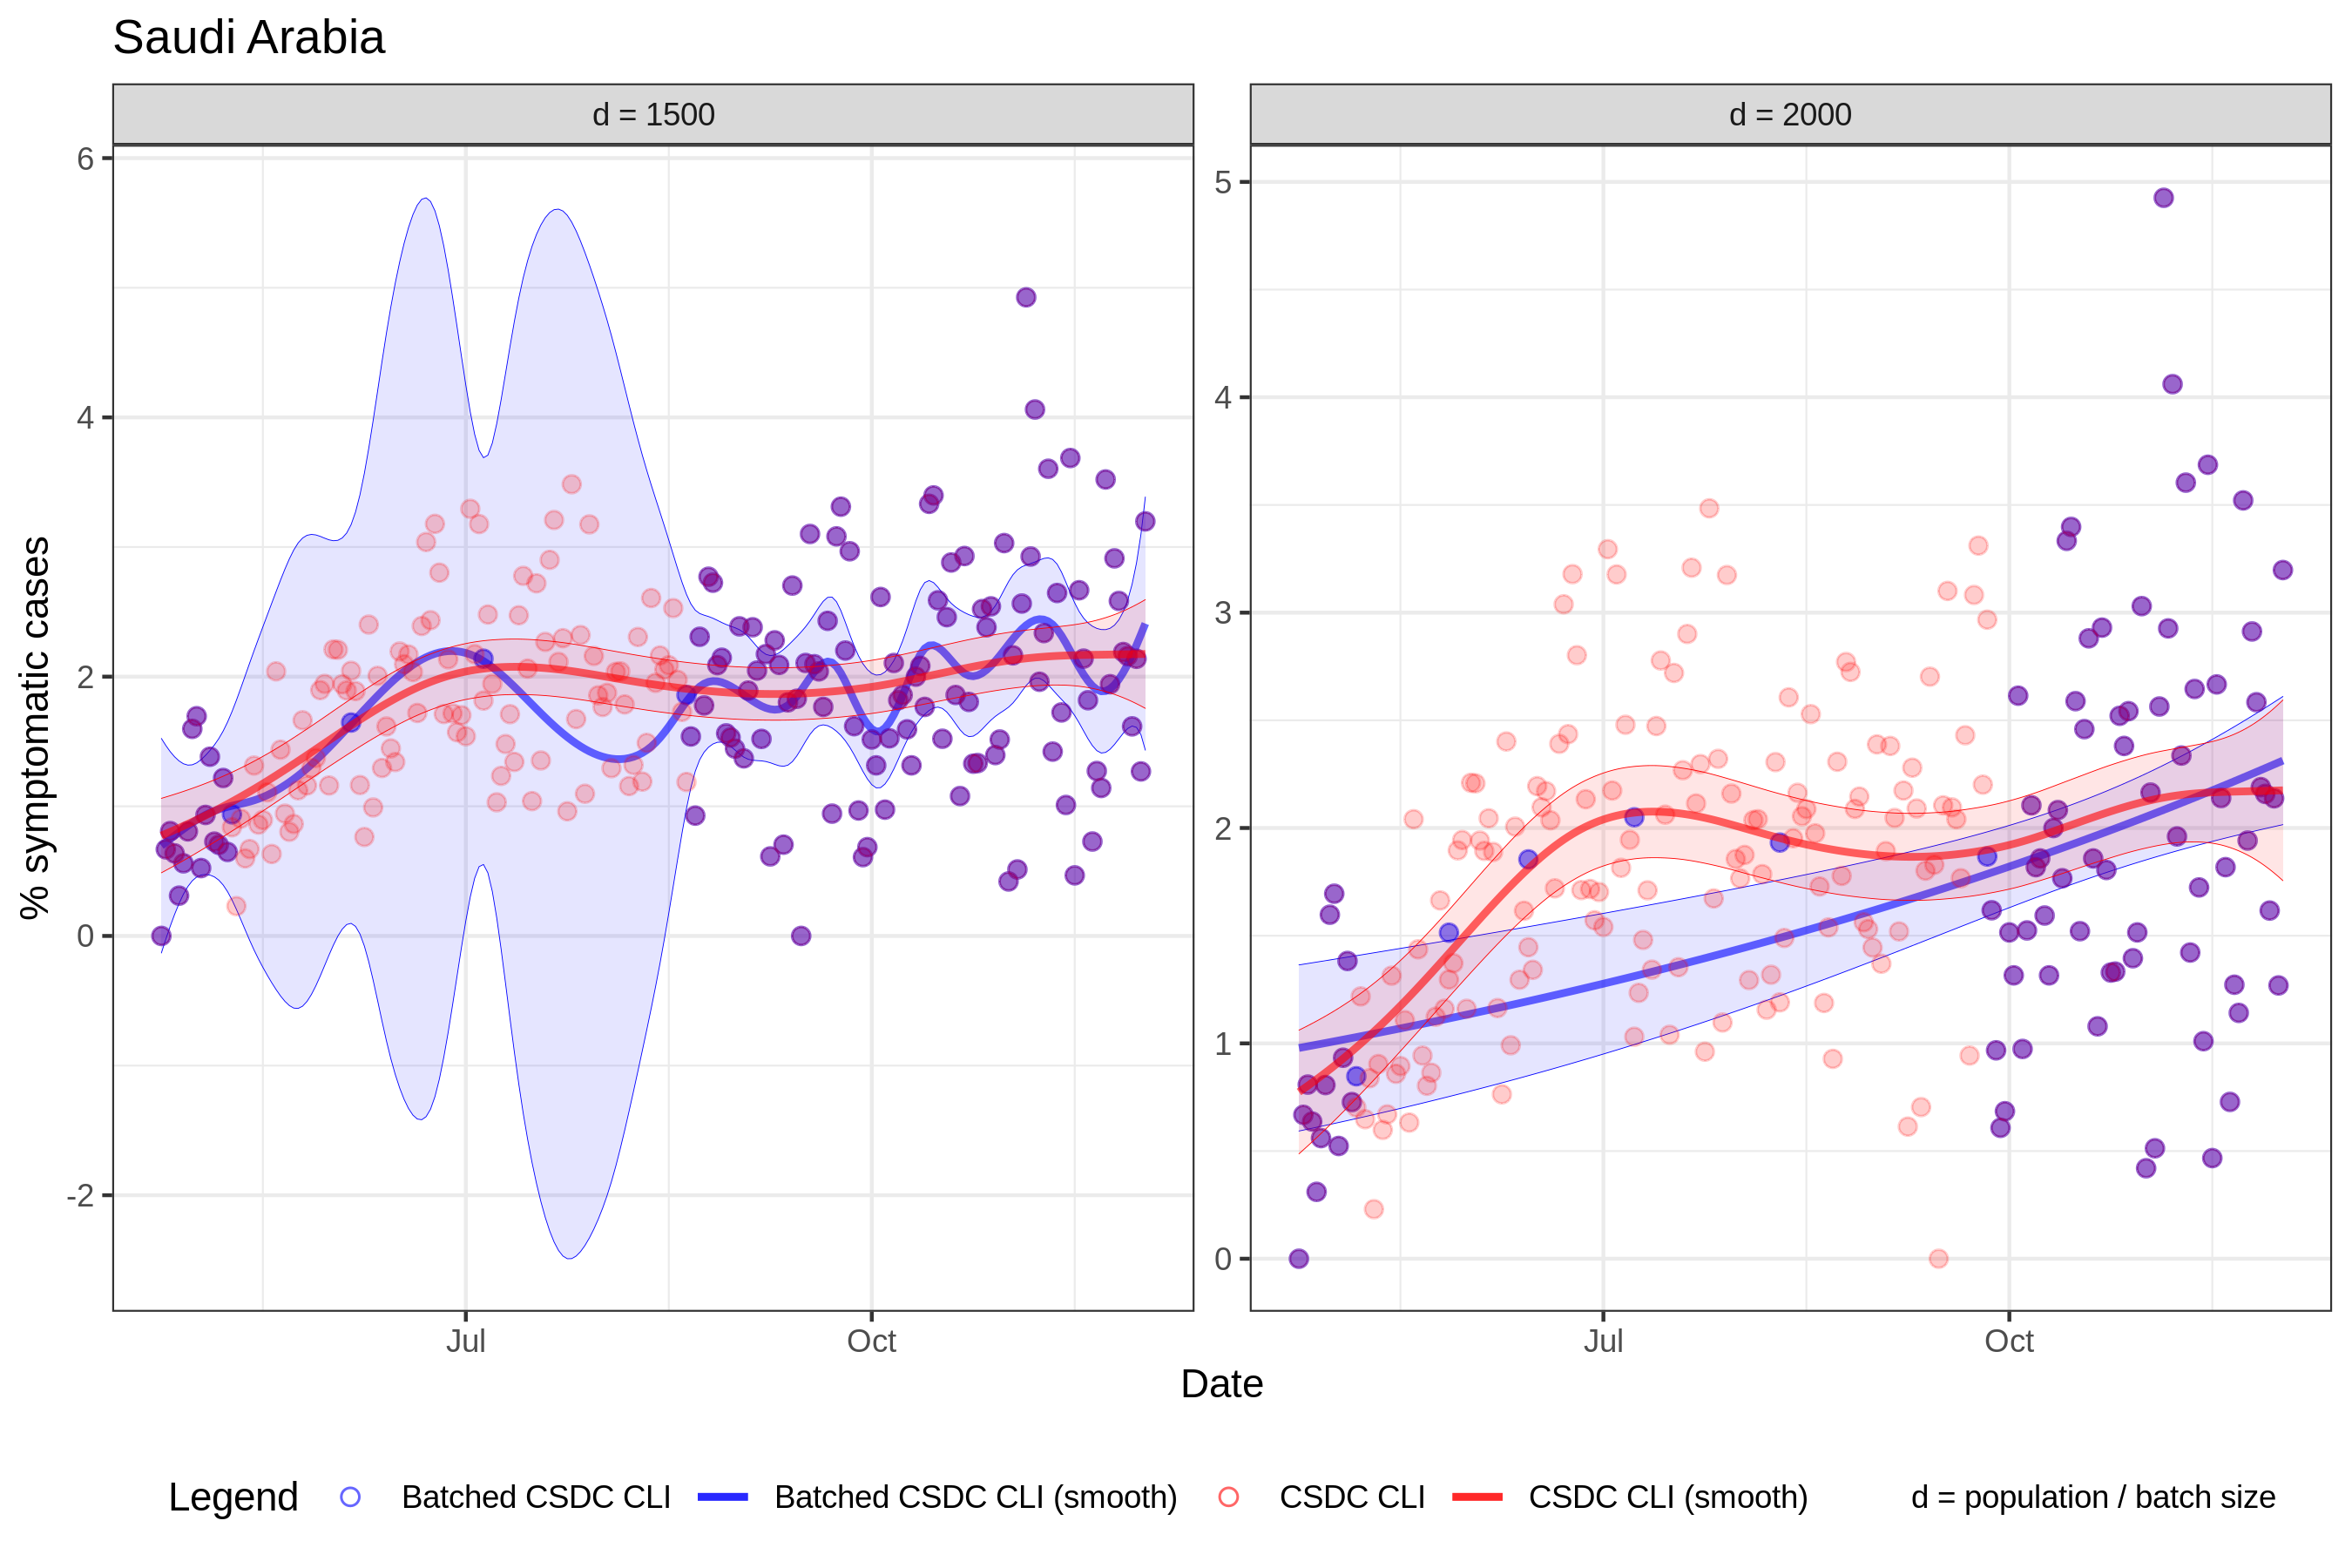 Saudi Arabia
d = 1500
d = 2000
% symptomatic cases
6
4
2
0
-2
5
4
3
2
1
0
Jul
Oct
Jul
Oct
Date
Legend
Batched CSDC CLI
Batched CSDC CLI (smooth)
CSDC CLI
CSDC CLI (smooth)
d = population / batch size